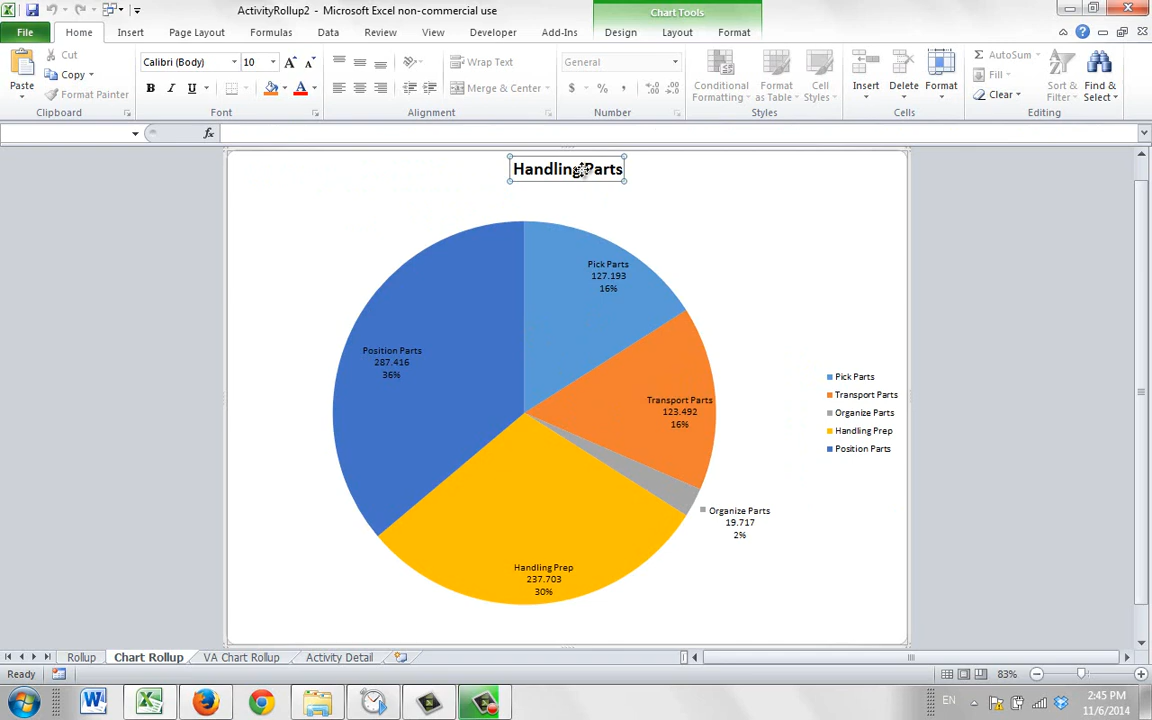 ActivityRollup2 - Microsoft Excel non-commercial use
Chart Tools
File Home Insert Page Layout Formulas Data Review View Developer Add-Ins Design Layout Format
Paste
Cut
Copy
Format Painter
Clipboard
Calibri (Body) 10
B I U A A A
Font
Wrap Text
Merge & Center
Alignment
General
$ % , .0 .00 .00 .0
Number
Conditional Formatting
Format as Table
Cell Styles
Styles
Insert Delete Format
Cells
Σ AutoSum
Fill
Clear
Sort & Filter
Find & Select
Editing
fx
Handling Parts
Pick Parts
127.193
16%
Position Parts
287.416
36%
Transport Parts
123.492
16%
Organize Parts
19.717
2%
Handling Prep
237.703
30%
Pick Parts
Transport Parts
Organize Parts
Handling Prep
Position Parts
Rollup Chart Rollup VA Chart Rollup Activity Detail
Ready 83%
EN
2:45 PM
11/6/2014